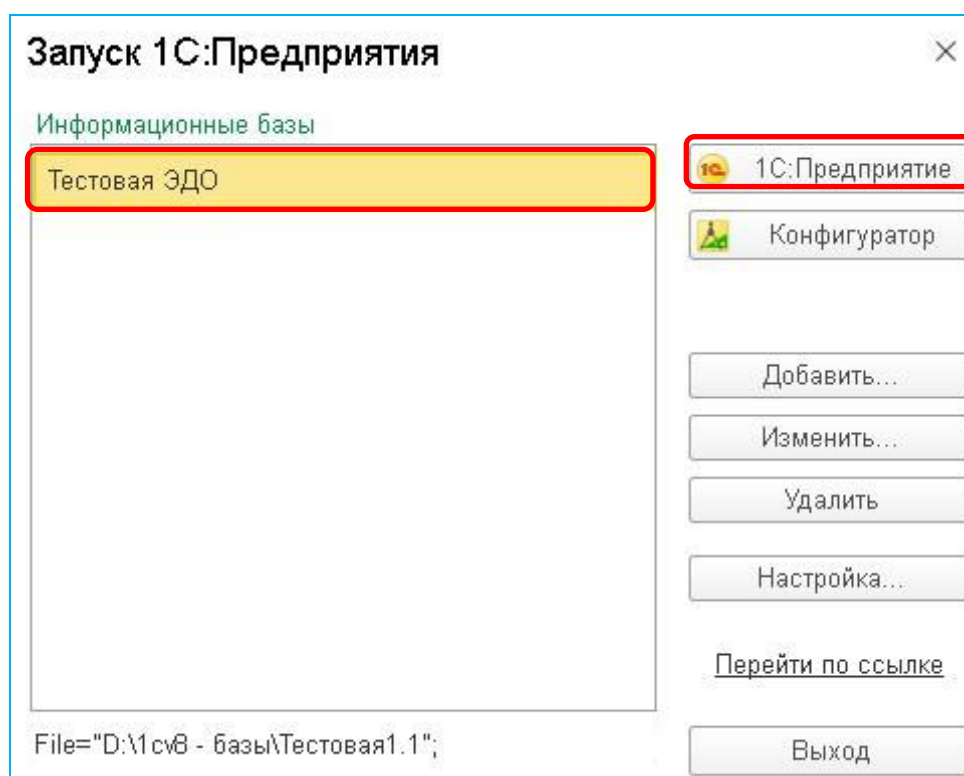 Запуск 1С:Предприятия
Информационные базы
Тестовая ЭДО
1С:Предприятие
Конфигуратор
Добавить...
Изменить...
Удалить
Настройка...
Перейти по ссылке
File="D:\1cv8 - базы\Тестовая1.1";
Выход